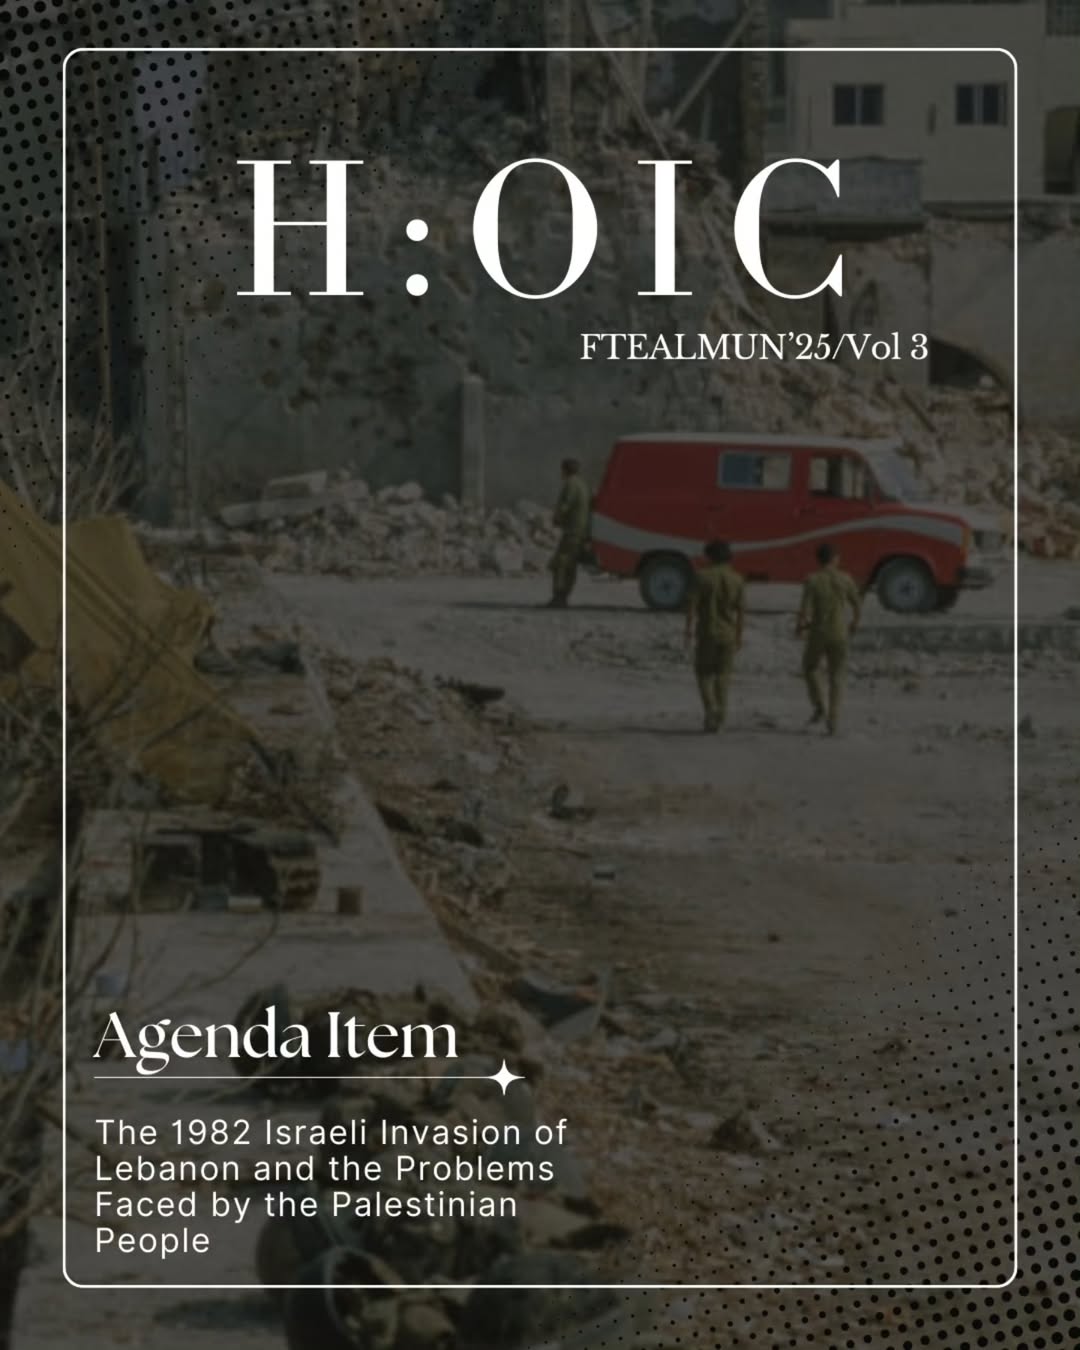 H:OIC
FTEALMUN’25/Vol 3
Agenda Item
The 1982 Israeli Invasion of
Lebanon and the Problems
Faced by the Palestinian
People